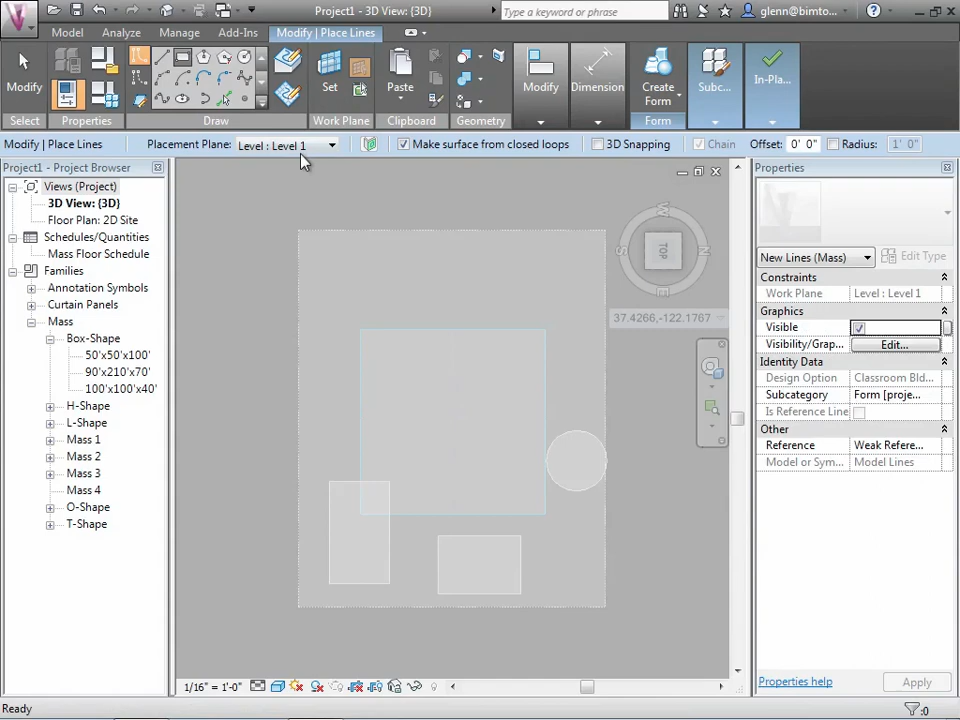 Project1 - 3D View: {3D}
Type a keyword or phrase
glenn@bimto...
Model
Analyze
Manage
Add-Ins
Modify | Place Lines
Modify
Set
Paste
Modify
Dimension
Create Form
Subc...
In-Pla...
Select
Properties
Draw
Work Plane
Clipboard
Geometry
Form
Modify | Place Lines
Placement Plane:
Level : Level 1
Make surface from closed loops
3D Snapping
Chain
Offset:
0' 0"
Radius:
1' 0"
Project1 - Project Browser
Views (Project)
3D View: {3D}
Floor Plan: 2D Site
Schedules/Quantities
Mass Floor Schedule
Families
Annotation Symbols
Curtain Panels
Mass
Box-Shape
50'x50'x100'
90'x210'x70'
100'x100'x40'
H-Shape
L-Shape
Mass 1
Mass 2
Mass 3
Mass 4
O-Shape
T-Shape
W
S
TOP
N
E
37.4266,-122.1767
Properties
New Lines (Mass)
Edit Type
Constraints
Work Plane
Level : Level 1
Graphics
Visible
Visibility/Grap...
Edit...
Identity Data
Design Option
Classroom Bld...
Subcategory
Form [proje...
Is Reference Line
Other
Reference
Weak Refere...
Model or Sym...
Model Lines
Properties help
Apply
1/16" = 1'-0"
Ready
:0